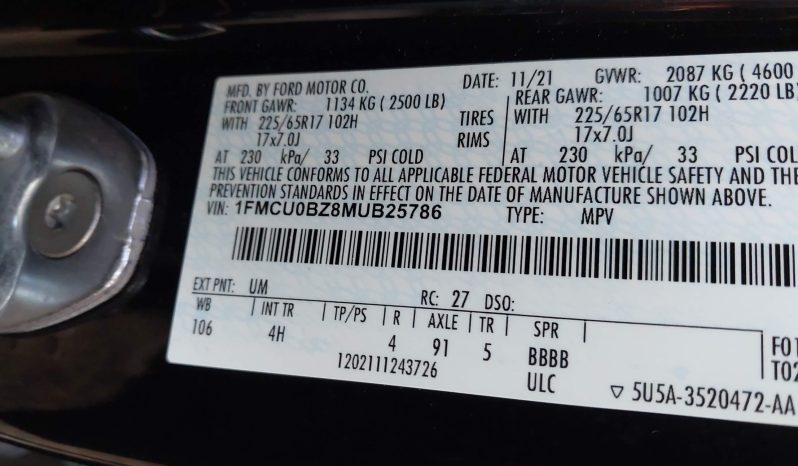 MFD. BY FORD MOTOR CO. DATE: 11/21 GVWR: 2087 KG ( 4600
FRONT GAWR: 1134 KG ( 2500 LB) REAR GAWR: 1007 KG ( 2220 LB)
WITH 225/65R17 102H TIRES WITH 225/65R17 102H
17x7.0J RIMS 17x7.0J
AT 230 kPa/ 33 PSI COLD AT 230 kPa/ 33 PSI COL
THIS VEHICLE CONFORMS TO ALL APPLICABLE FEDERAL MOTOR VEHICLE SAFETY AND THE
PREVENTION STANDARDS IN EFFECT ON THE DATE OF MANUFACTURE SHOWN ABOVE.
VIN: 1FMCU0BZ8MUB25786 TYPE: MPV
EXT PNT: UM RC: 27 DSO:
WB INT TR TP/PS R AXLE TR SPR
106 4H 4 91 5 BBBB
1202111243726 ULC
F01
T02
▽ 5U5A-3520472-AA